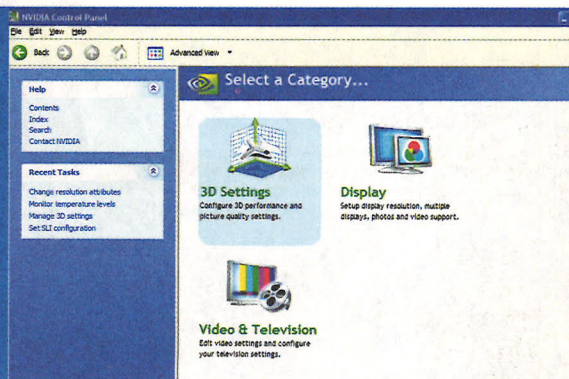 NVIDIA Control Panel
File Edit View Help
Back
Advanced View
Select a Category...
Help
Contents
Index
Search
Contact NVIDIA
Recent Tasks
Change resolution attributes
Monitor temperature levels
Manage 3D settings
Set SLI configuration
3D Settings
Configure 3D performance and
picture quality settings.
Display
Setup display resolution, multiple
displays, photos and video support.
Video & Television
Edit video settings and configure
your television settings.